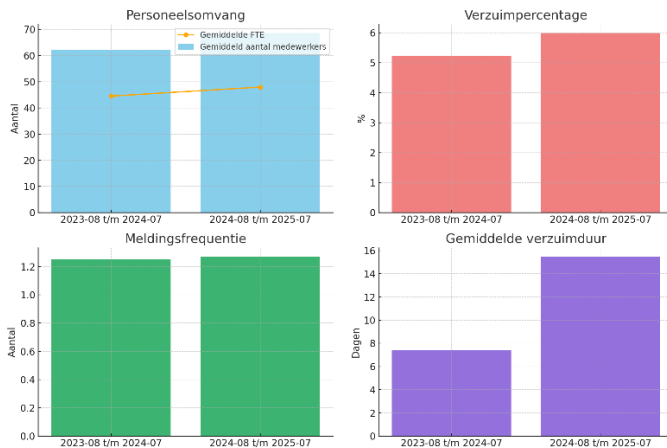 Personeelsomvang
Gemiddelde FTE
Gemiddeld aantal medewerkers
Aantal
70
60
50
40
30
20
10
0
2023-08 t/m 2024-07
2024-08 t/m 2025-07
Verzuimpercentage
%
6
5
4
3
2
1
0
2023-08 t/m 2024-07
2024-08 t/m 2025-07
Meldingsfrequentie
Aantal
1.2
1.0
0.8
0.6
0.4
0.2
0.0
2023-08 t/m 2024-07
2024-08 t/m 2025-07
Gemiddelde verzuimduur
Dagen
16
14
12
10
8
6
4
2
0
2023-08 t/m 2024-07
2024-08 t/m 2025-07